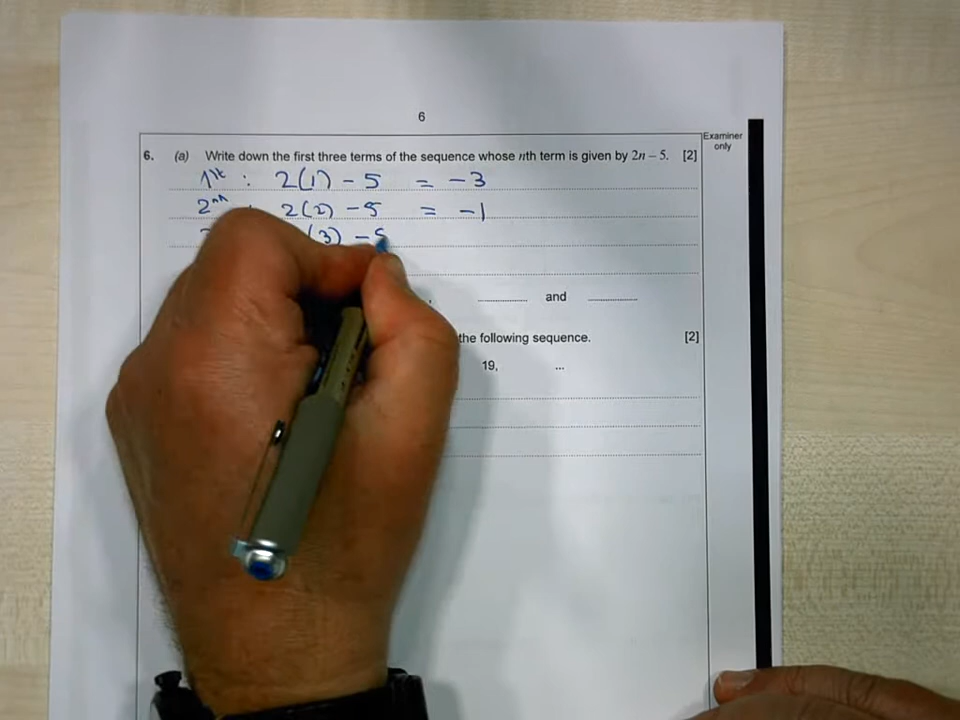 6
Examiner only
6. (a) Write down the first three terms of the sequence whose nth term is given by 2n – 5. [2]
1st : 2(1) - 5 = -3
2nd : 2(2) - 5 = -1
(3) - 5
, .............. and ..............
the following sequence. [2]
19, ...